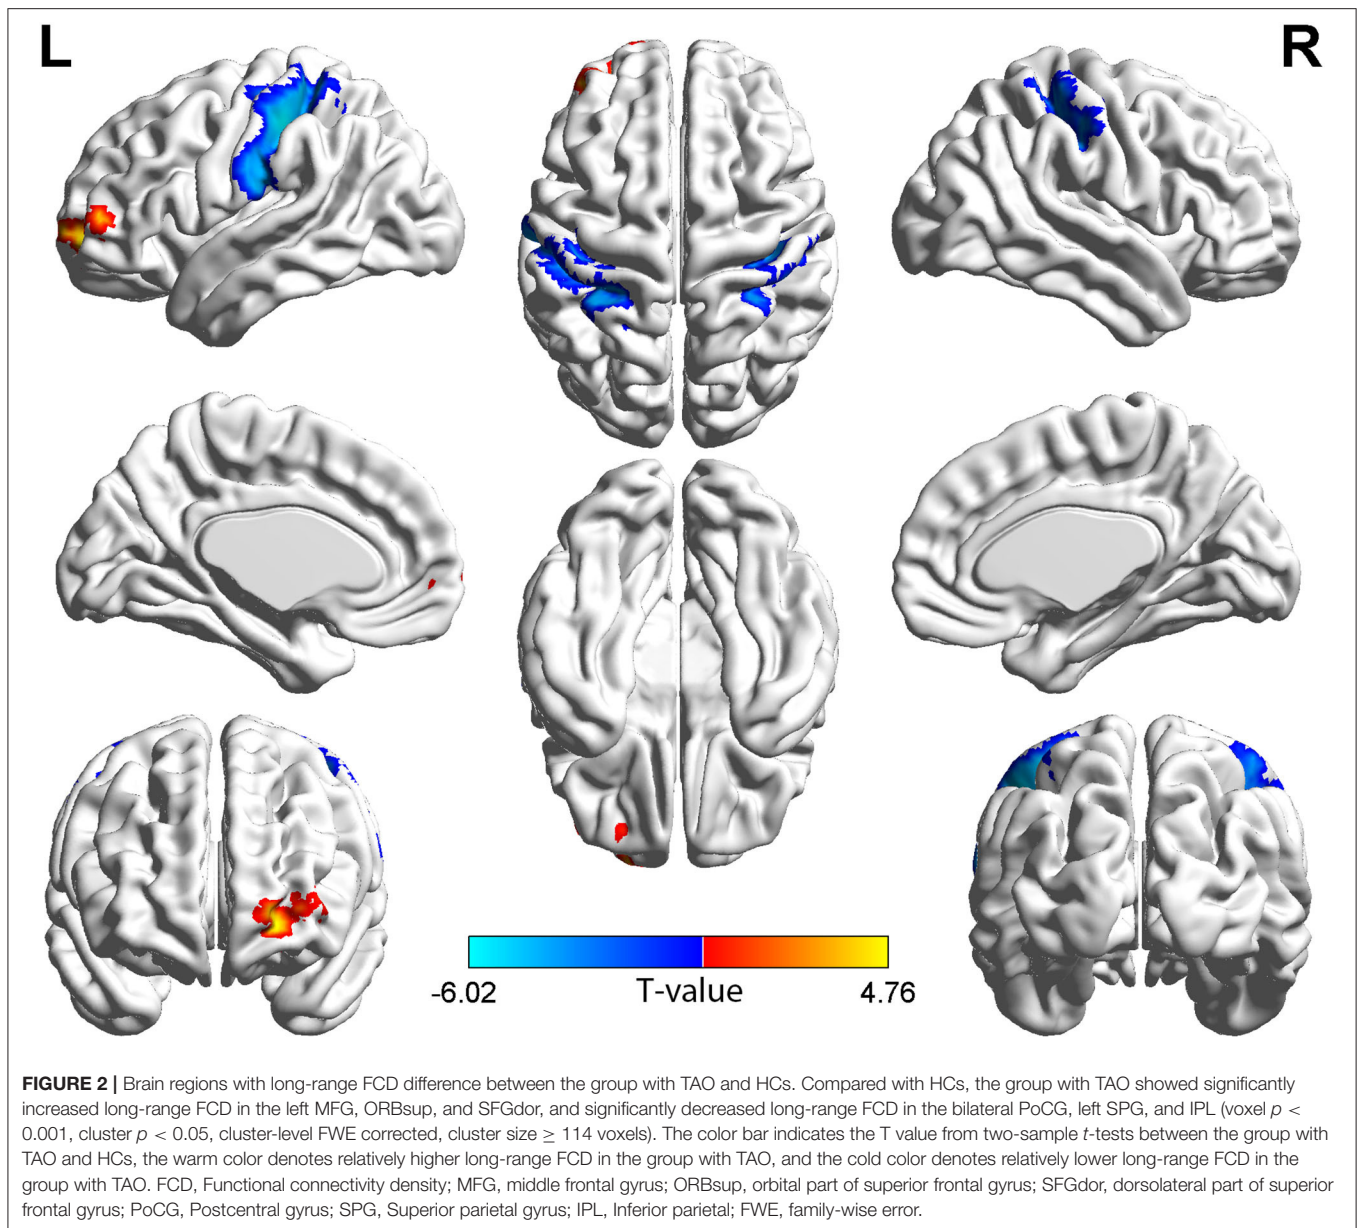 L
R
-6.02 T-value 4.76
FIGURE 2 | Brain regions with long-range FCD difference between the group with TAO and HCs. Compared with HCs, the group with TAO showed significantly
increased long-range FCD in the left MFG, ORBsup, and SFGdor, and significantly decreased long-range FCD in the bilateral PoCG, left SPG, and IPL (voxel p <
0.001, cluster p < 0.05, cluster-level FWE corrected, cluster size ≥ 114 voxels). The color bar indicates the T value from two-sample t-tests between the group with
TAO and HCs, the warm color denotes relatively higher long-range FCD in the group with TAO, and the cold color denotes relatively lower long-range FCD in the
group with TAO. FCD, Functional connectivity density; MFG, middle frontal gyrus; ORBsup, orbital part of superior frontal gyrus; SFGdor, dorsolateral part of superior
frontal gyrus; PoCG, Postcentral gyrus; SPG, Superior parietal gyrus; IPL, Inferior parietal; FWE, family-wise error.